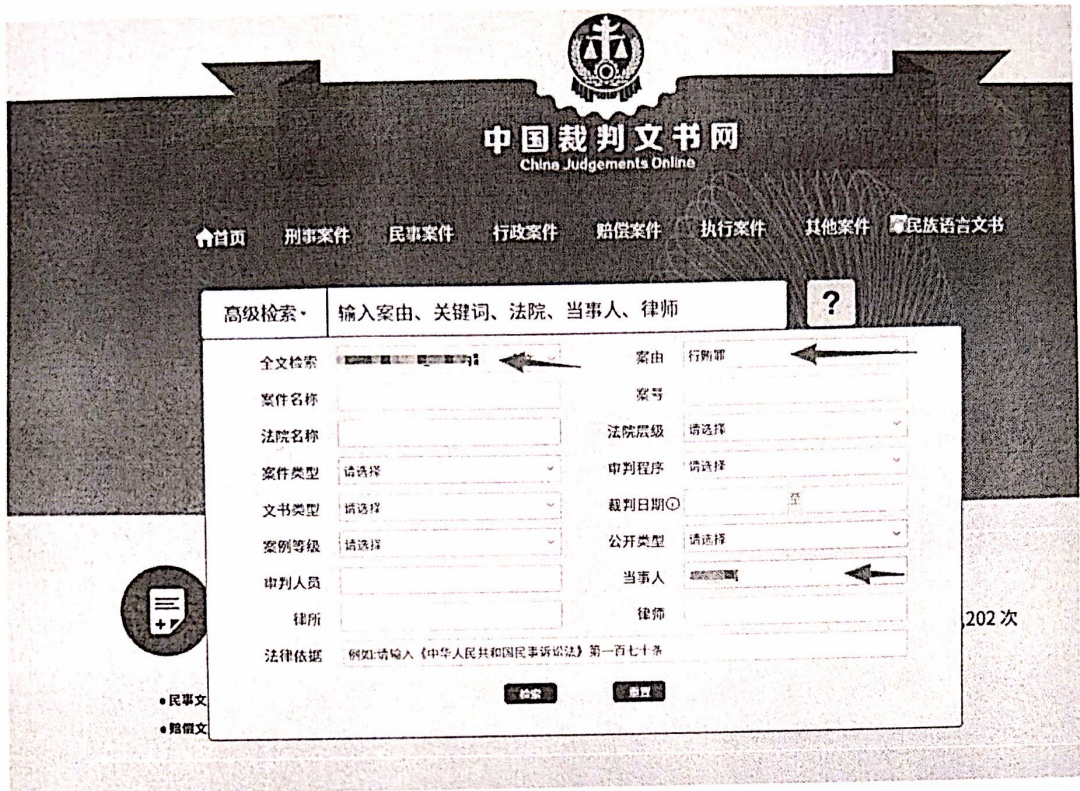 中国裁判文书网
China Judgements Online
首页 刑事案件 民事案件 行政案件 赔偿案件 执行案件 其他案件 民族语言文书
高级检索 输入案由、关键词、法院、当事人、律师 ?
全文检索 案由 行贿罪
案件名称 案号
法院名称 法院层级 请选择
案件类型 请选择 审判程序 请选择
文书类型 请选择 裁判日期 至
案例等级 请选择 公开类型 请选择
审判人员 当事人
律所 律师
,202 次
法律依据 例如:请输入《中华人民共和国民事诉讼法》第一百七十条
检索 重置
民事文
赔偿文